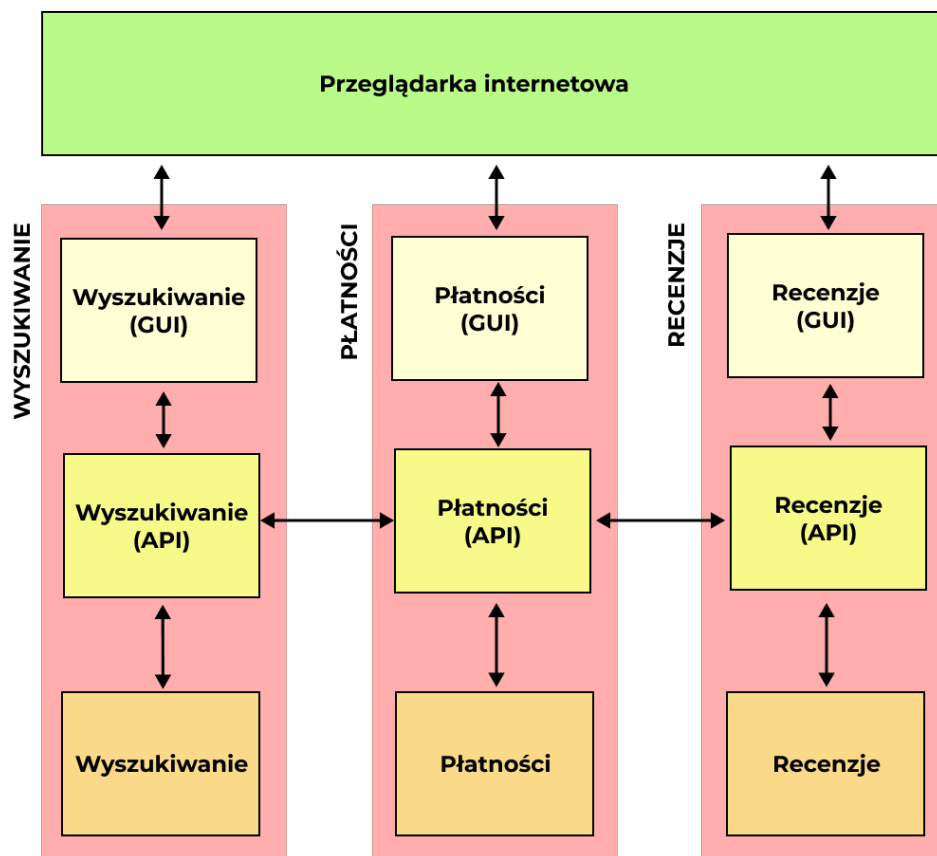 Przeglądarka internetowa
WYSZUKIWANIE
Wyszukiwanie
(GUI)
PŁATNOŚCI
Płatności
(GUI)
RECENZJE
Recenzje
(GUI)
Wyszukiwanie
(API)
Płatności
(API)
Recenzje
(API)
Wyszukiwanie
Płatności
Recenzje